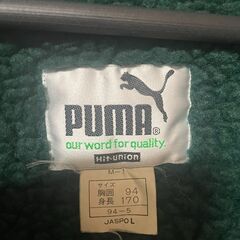 PUMA®
our word for quality.
Hit-union
M-1
サイズ
胸囲 94
身長 170
94-5
JASPO L